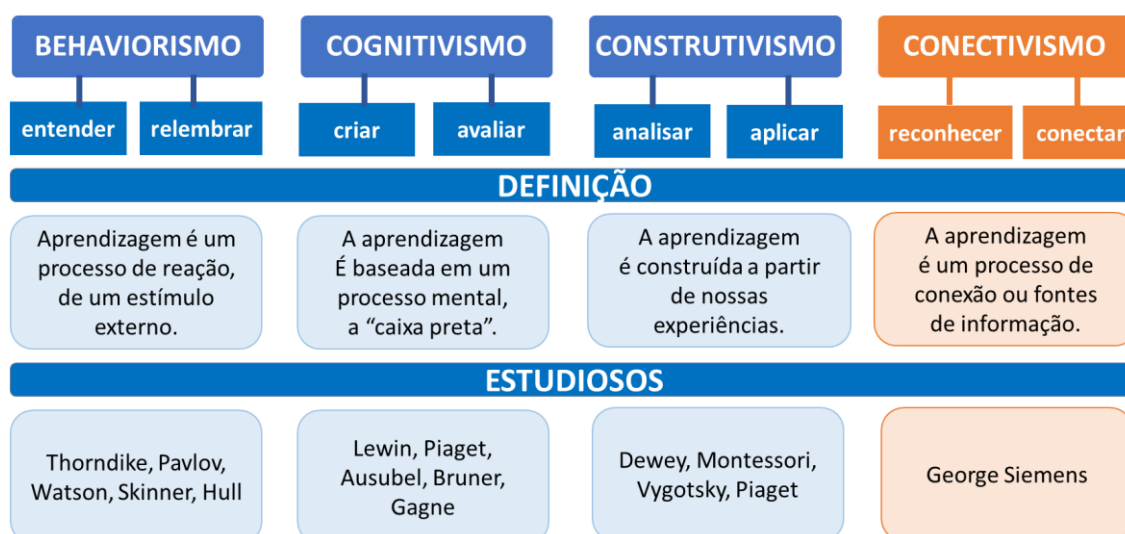 BEHAVIORISMO
COGNITIVISMO
CONSTRUTIVISMO
CONECTIVISMO
entender
relembrar
criar
avaliar
analisar
aplicar
reconhecer
conectar
DEFINIÇÃO
Aprendizagem é um
processo de reação,
de um estímulo
externo.
A aprendizagem
É baseada em um
processo mental,
a “caixa preta”.
A aprendizagem
é construída a partir
de nossas
experiências.
A aprendizagem
é um processo de
conexão ou fontes
de informação.
ESTUDIOSOS
Thorndike, Pavlov,
Watson, Skinner, Hull
Lewin, Piaget,
Ausubel, Bruner,
Gagne
Dewey, Montessori,
Vygotsky, Piaget
George Siemens